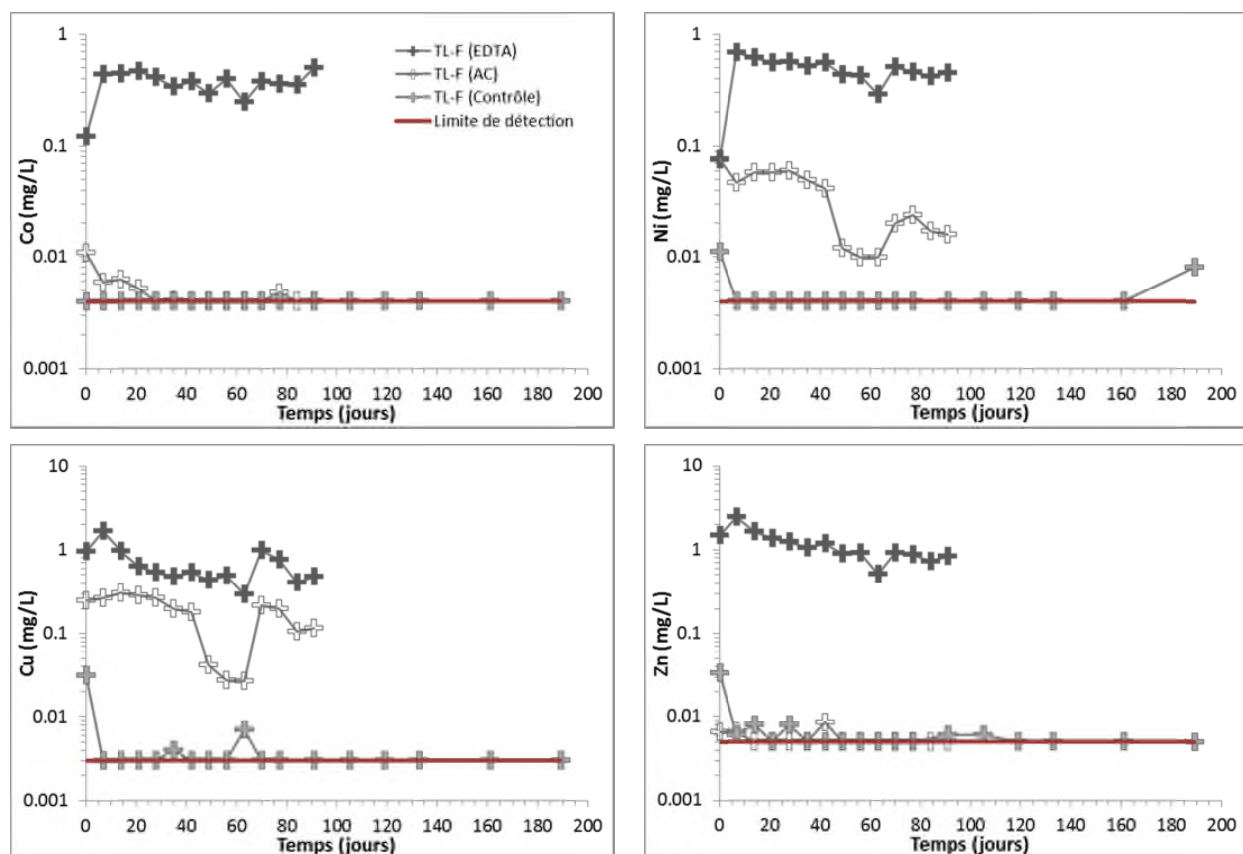 1
0.1
0.01
0.001
Co (mg/L)
0 20 40 60 80 100 120 140 160 180 200
Temps (jours)
TL-F (EDTA)
TL-F (AC)
TL-F (Contrôle)
Limite de détection
1
0.1
0.01
0.001
Ni (mg/L)
0 20 40 60 80 100 120 140 160 180 200
Temps (jours)
10
1
0.1
0.01
0.001
Cu (mg/L)
0 20 40 60 80 100 120 140 160 180 200
Temps (jours)
10
1
0.1
0.01
0.001
Zn (mg/L)
0 20 40 60 80 100 120 140 160 180 200
Temps (jours)